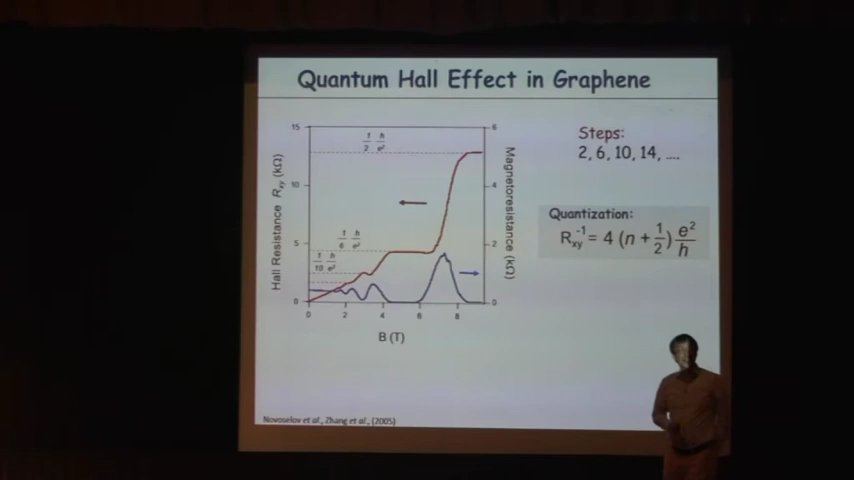 Quantum Hall Effect in Graphene
Steps:
2, 6, 10, 14, ....
Quantization:
R_xy^-1 = 4 (n + 1/2) e²/h
15
10
5
0
Hall Resistance R_xy (kΩ)
1/2 h/e²
1/6 h/e²
1/10 h/e²
6
4
2
0
Magnetoresistance (kΩ)
0 2 4 6 8
B (T)
Novoselov et al., Zhang et al., (2005)